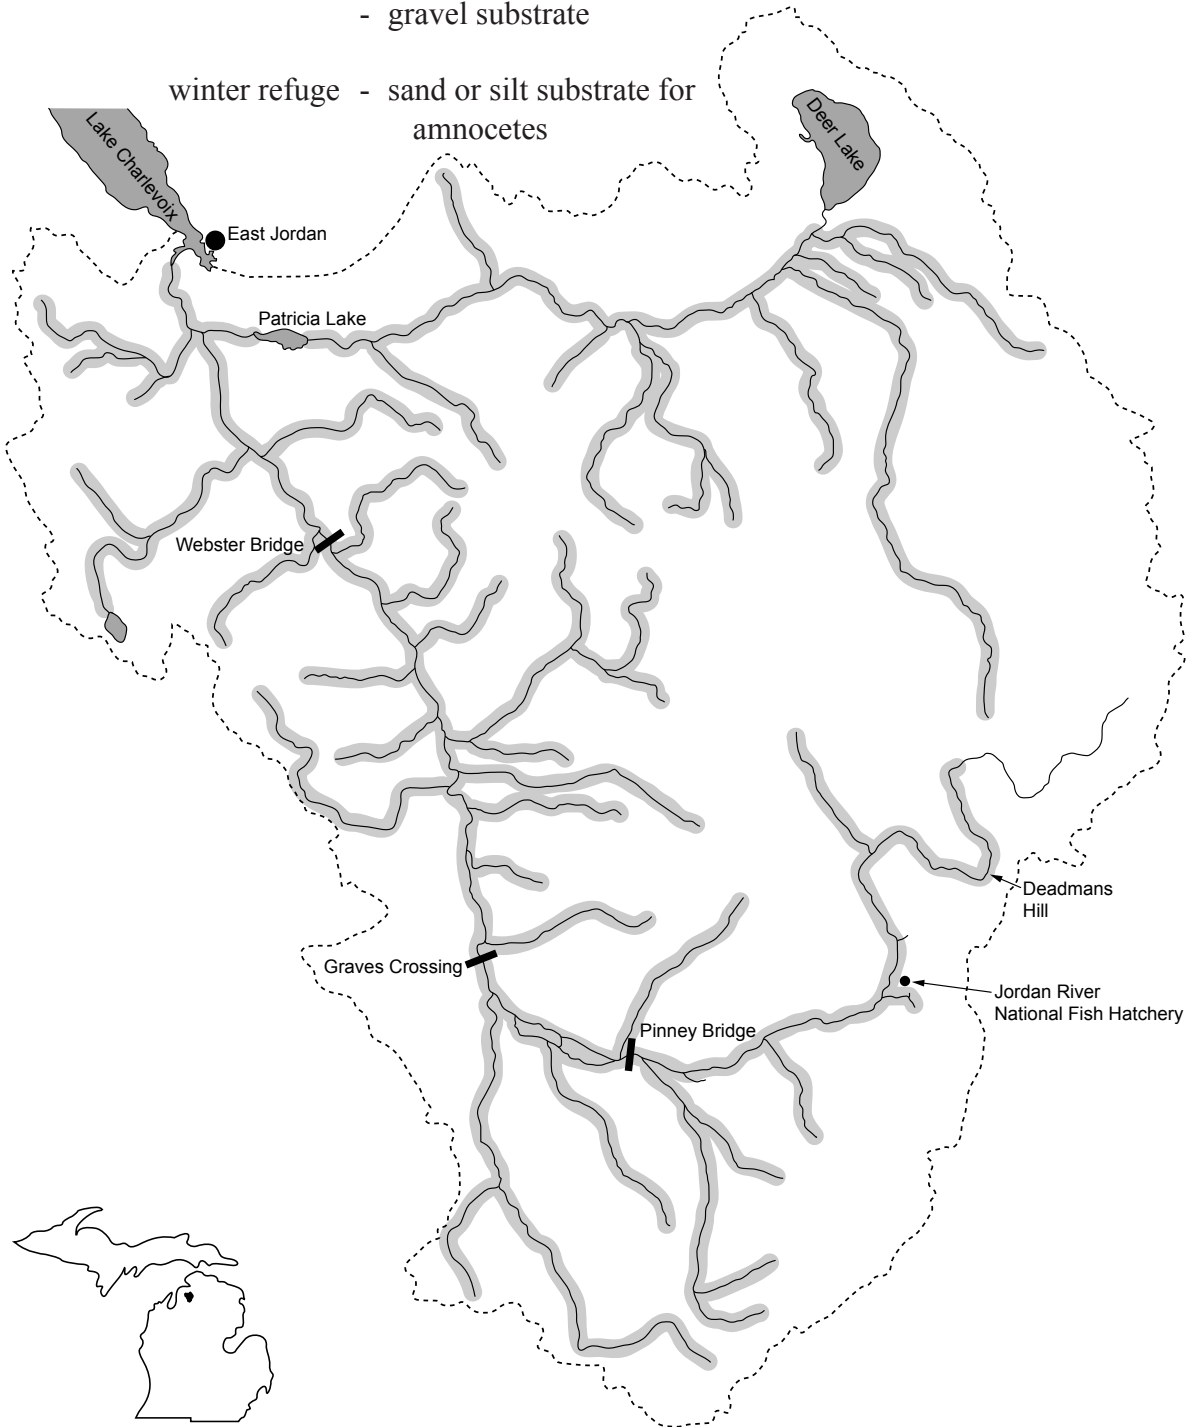 - gravel substrate
winter refuge - sand or silt substrate for
amnocetes
Lake Charlevoix
Deer Lake
East Jordan
Patricia Lake
Webster Bridge
Deadmans
Hill
Graves Crossing
Jordan River
National Fish Hatchery
Pinney Bridge